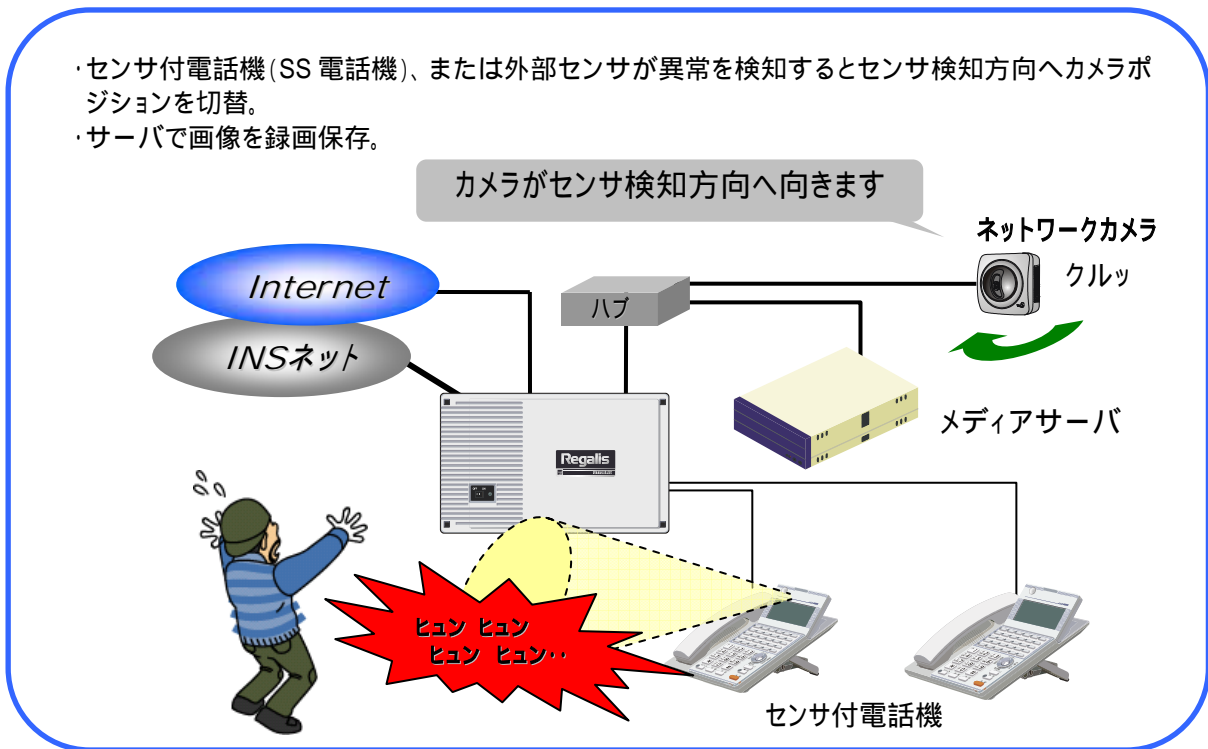 ・センサ付電話機(SS 電話機)、または外部センサが異常を検知するとセンサ検知方向へカメラポ
ジションを切替。
・サーバで画像を録画保存。
カメラがセンサ検知方向へ向きます
ネットワークカメラ
クルッ
Internet
ハブ
INSネット
メディアサーバ
Regalis
ヒュン ヒュン
ヒュン ヒュン・・
センサ付電話機